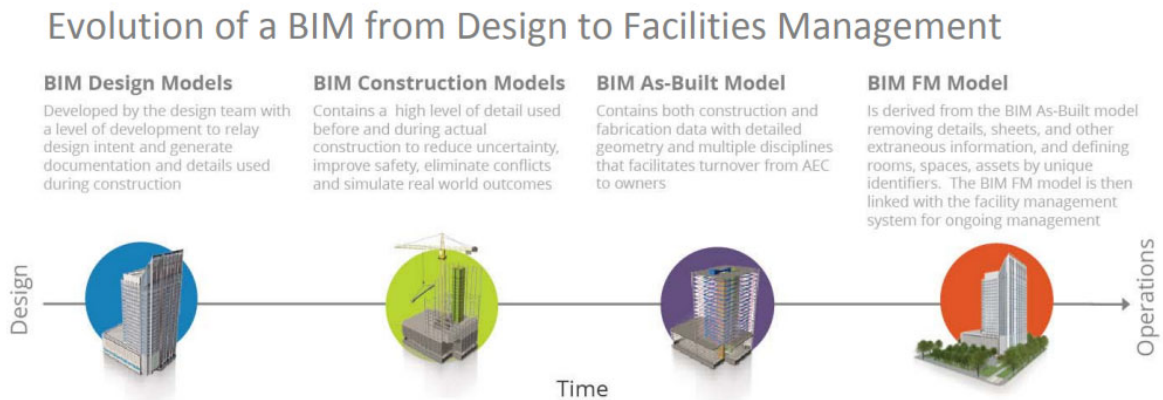 Evolution of a BIM from Design to Facilities Management
BIM Design Models
Developed by the design team with
a level of development to relay
design intent and generate
documentation and details used
during construction
BIM Construction Models
Contains a high level of detail used
before and during actual
construction to reduce uncertainty,
improve safety, eliminate conflicts
and simulate real world outcomes
BIM As-Built Model
Contains both construction and
fabrication data with detailed
geometry and multiple disciplines
that facilitates turnover from AEC
to owners
BIM FM Model
Is derived from the BIM As-Built model
removing details, sheets, and other
extraneous information, and defining
rooms, spaces, assets by unique
identifiers. The BIM FM model is then
linked with the facility management
system for ongoing management
Design
Operations
Time